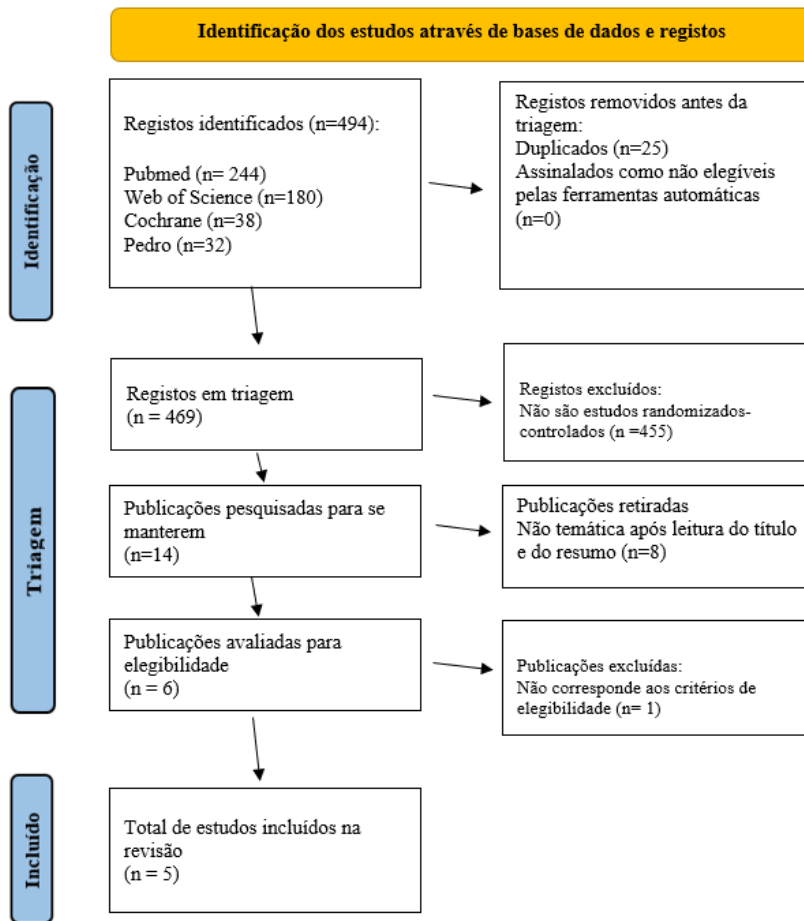 Identificação dos estudos através de bases de dados e registos
Identificação
Registos identificados (n=494):
Pubmed (n= 244)
Web of Science (n=180)
Cochrane (n=38)
Pedro (n=32)
Registos removidos antes da
triagem:
Duplicados (n=25)
Assinalados como não elegíveis
pelas ferramentas automáticas
(n=0)
Triagem
Registos em triagem
(n = 469)
Registos excluídos:
Não são estudos randomizados-
controlados (n =455)
Publicações pesquisadas para se
manterem
(n=14)
Publicações retiradas
Não temática após leitura do título
e do resumo (n=8)
Publicações avaliadas para
elegibilidade
(n = 6)
Publicações excluídas:
Não corresponde aos critérios de
elegibilidade (n= 1)
Incluído
Total de estudos incluídos na
revisão
(n = 5)